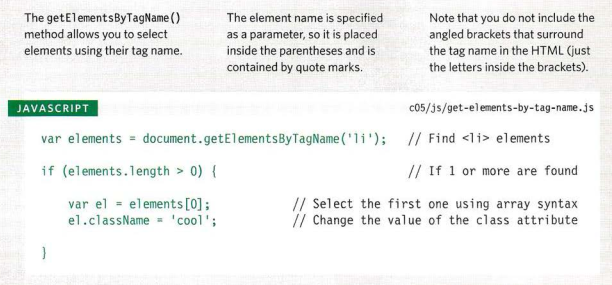 The getElementsByTagName()
method allows you to select
elements using their tag name.
The element name is specified
as a parameter, so it is placed
inside the parentheses and is
contained by quote marks.
Note that you do not include the
angled brackets that surround
the tag name in the HTML (just
the letters inside the brackets).
JAVASCRIPT c05/js/get-elements-by-tag-name.js
var elements = document.getElementsByTagName('li'); // Find <li> elements
if (elements.length > 0) { // If 1 or more are found
var el = elements[0]; // Select the first one using array syntax
el.className = 'cool'; // Change the value of the class attribute
}